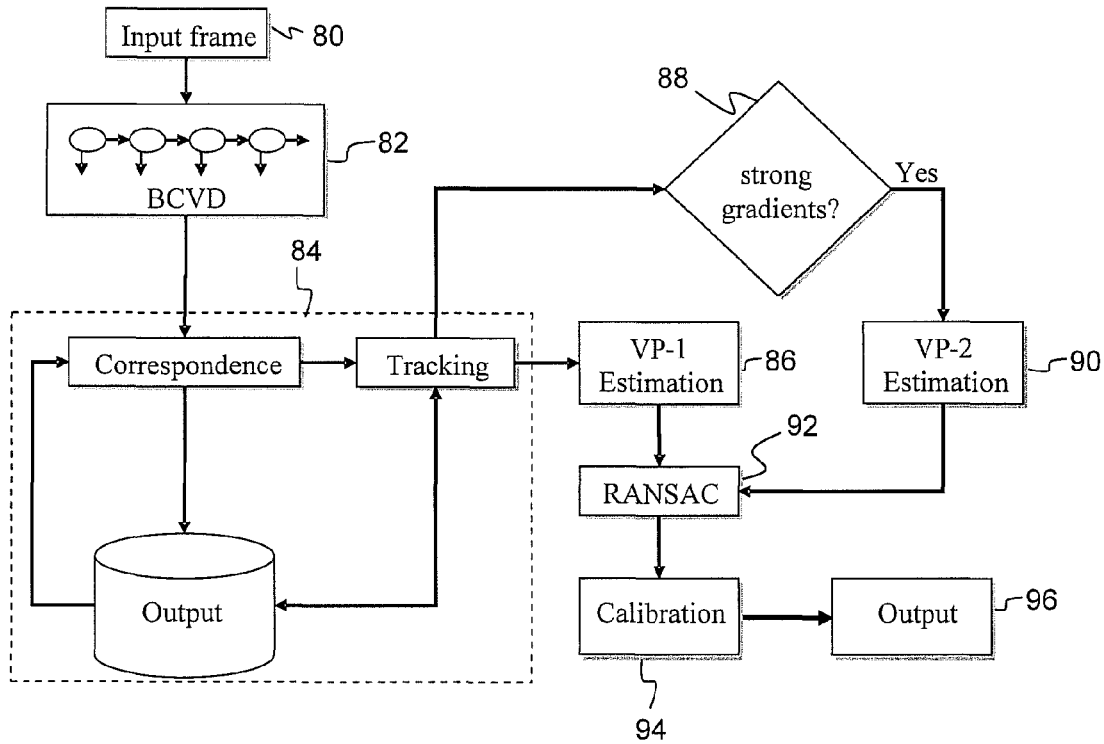 Input frame
80
BCVD
82
84
Correspondence
Tracking
Output
88
strong
gradients?
Yes
VP-1
Estimation
86
VP-2
Estimation
90
92
RANSAC
Calibration
94
Output
96